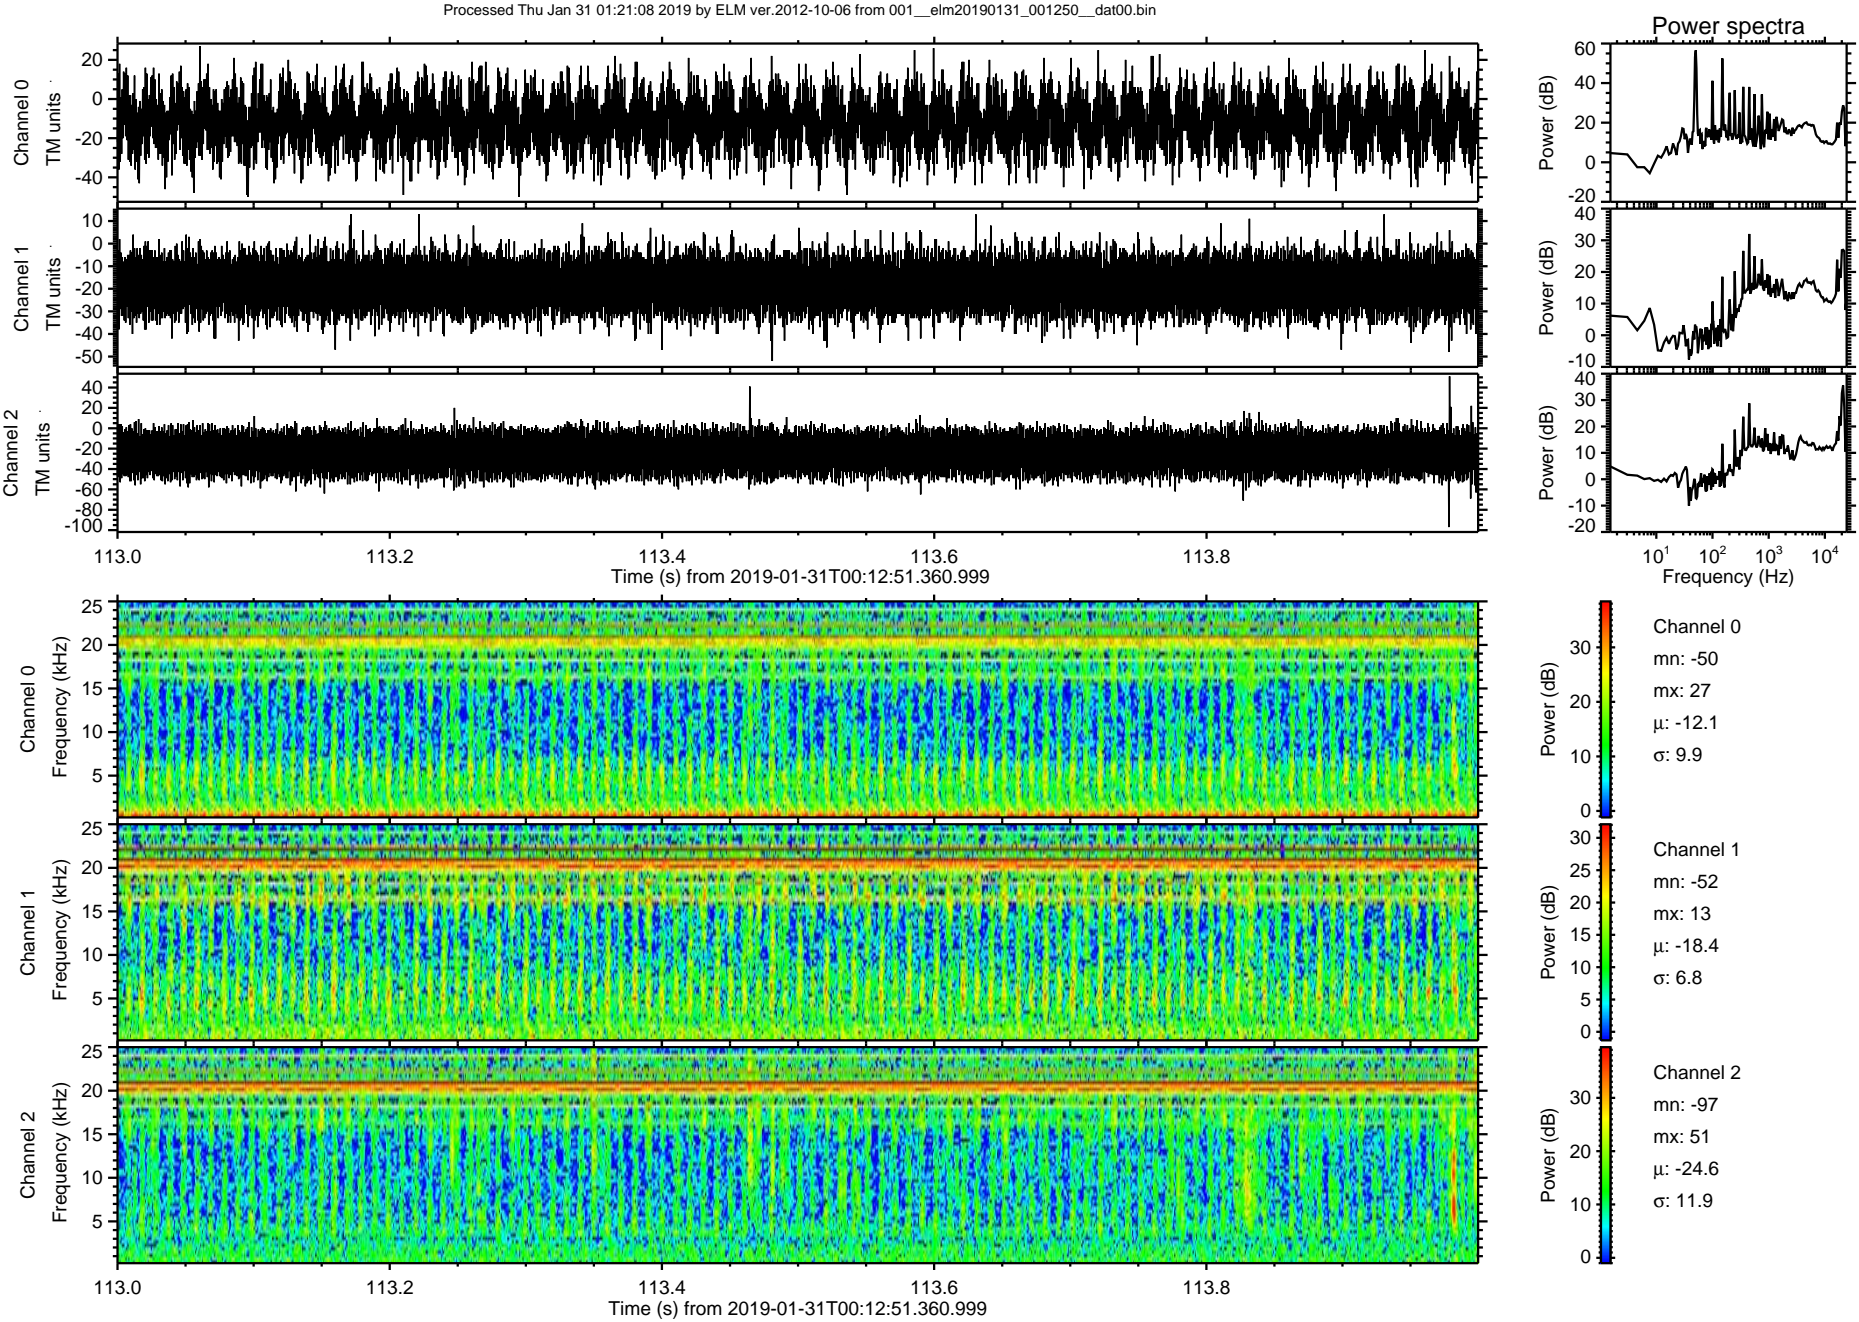 Processed Thu Jan 31 01:21:08 2019 by ELM ver.2012-10-06 from 001__elm20190131_001250__dat00.bin
Power spectra
Channel 0
TM units
20
0
-20
-40
Power (dB)
60
40
20
0
-20
Channel 1
TM units
10
0
-10
-20
-30
-40
-50
Power (dB)
40
30
20
10
0
-10
Channel 2
TM units
40
20
0
-20
-40
-60
-80
-100
Power (dB)
40
30
20
10
0
-10
-20
113.0 113.2 113.4 113.6 113.8
Time (s) from 2019-01-31T00:12:51.360.999
10¹ 10² 10³ 10⁴
Frequency (Hz)
Channel 0
Frequency (kHz)
25
20
15
10
5
Power (dB)
30
20
10
0
Channel 0
mn: -50
mx: 27
μ: -12.1
σ: 9.9
Channel 1
Frequency (kHz)
25
20
15
10
5
Power (dB)
30
25
20
15
10
5
0
Channel 1
mn: -52
mx: 13
μ: -18.4
σ: 6.8
Channel 2
Frequency (kHz)
25
20
15
10
5
Power (dB)
30
20
10
0
Channel 2
mn: -97
mx: 51
μ: -24.6
σ: 11.9
113.0 113.2 113.4 113.6 113.8
Time (s) from 2019-01-31T00:12:51.360.999